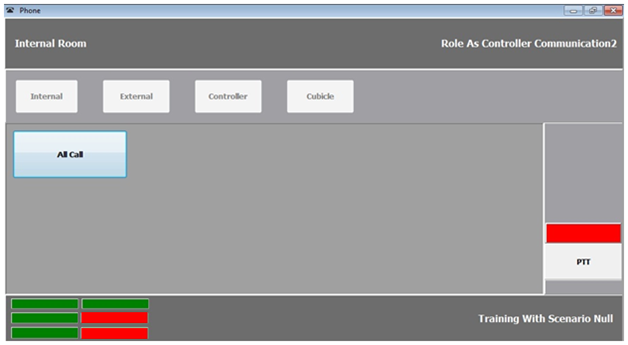 Phone
Internal Room
Role As Controller Communication2
Internal
External
Controller
Cubicle
All Call
PTT
Training With Scenario Null